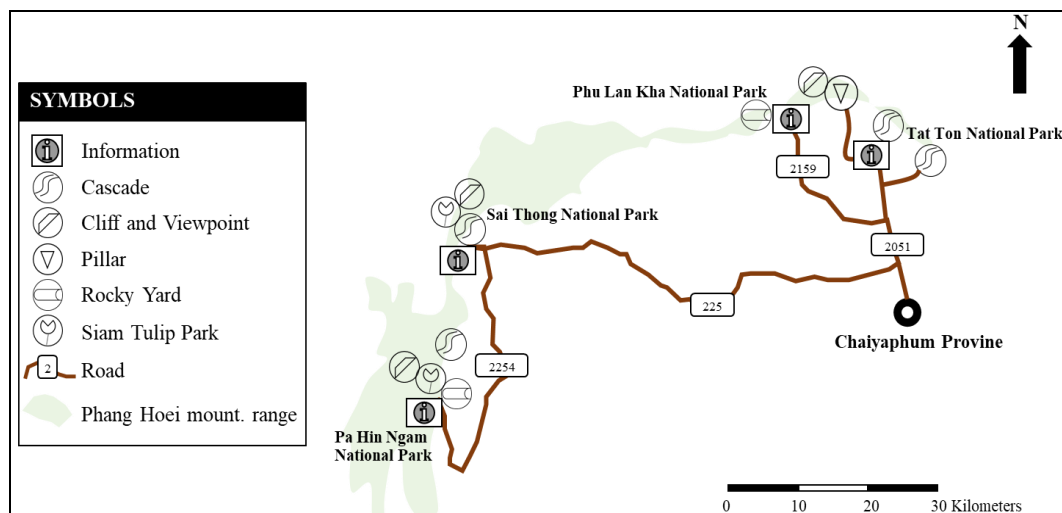 N
SYMBOLS
Information
Cascade
Cliff and Viewpoint
Pillar
Rocky Yard
Siam Tulip Park
2
Road
Phang Hoei mount. range
Phu Lan Kha National Park
Tat Ton National Park
2159
Sai Thong National Park
2051
225
Chaiyaphum Provine
2254
Pa Hin Ngam
National Park
0 10 20 30 Kilometers